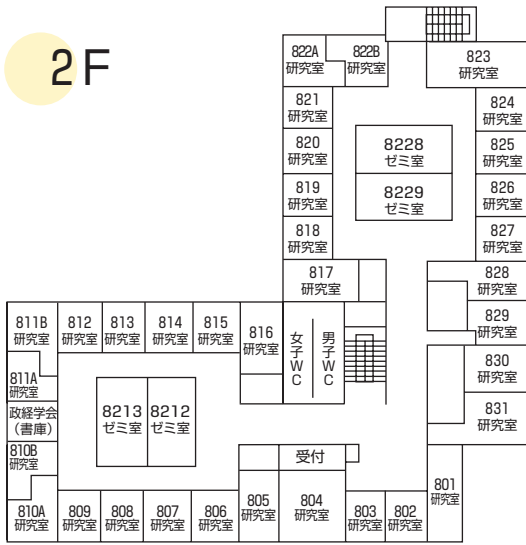 2F
822A
研究室
822B
研究室
823
研究室
821
研究室
824
研究室
820
研究室
8228
ゼミ室
825
研究室
819
研究室
8229
ゼミ室
826
研究室
818
研究室
827
研究室
817
研究室
828
研究室
811B
研究室
812
研究室
813
研究室
814
研究室
815
研究室
816
研究室
女子WC
男子WC
829
研究室
830
研究室
811A
研究室
831
研究室
政経学会
(書庫)
8213
ゼミ室
8212
ゼミ室
810B
研究室
受付
810A
研究室
809
研究室
808
研究室
807
研究室
806
研究室
805
研究室
804
研究室
803
研究室
802
研究室
801
研究室